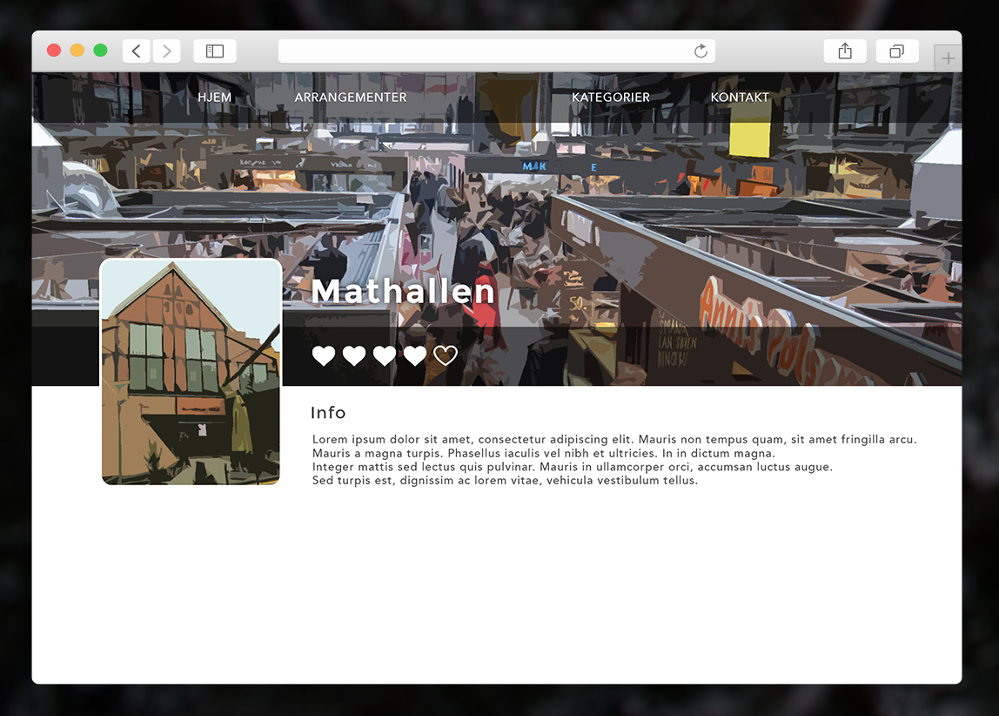 HJEM ARRANGEMENTER KATEGORIER KONTAKT
MAK E
Mathallen
Info
Lorem ipsum dolor sit amet, consectetur adipiscing elit. Mauris non tempus quam, sit amet fringilla arcu.
Mauris a magna turpis. Phasellus iaculis vel nibh et ultricies. In in dictum magna.
Integer mattis sed lectus quis pulvinar. Mauris in ullamcorper orci, accumsan luctus augue.
Sed turpis est, dignissim ac lorem vitae, vehicula vestibulum tellus.